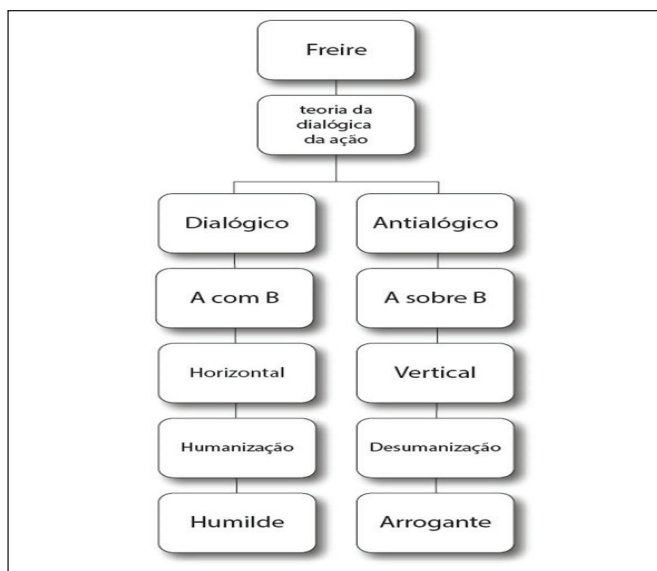 Freire
teoria da
dialógica
da ação
Dialógico
Antialógico
A com B
A sobre B
Horizontal
Vertical
Humanização
Desumanização
Humilde
Arrogante